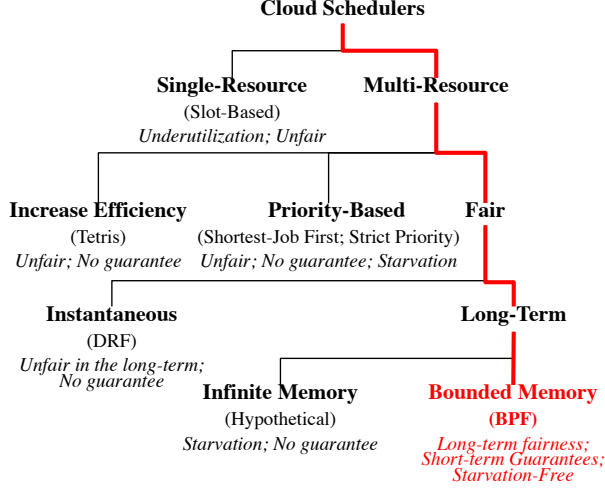 Cloud Schedulers
Single-Resource
Multi-Resource
(Slot-Based)
Underutilization; Unfair
Increase Efficiency
Priority-Based
Fair
(Tetris)
(Shortest-Job First; Strict Priority)
Unfair; No guarantee
Unfair; No guarantee; Starvation
Instantaneous
Long-Term
(DRF)
Unfair in the long-term;
No guarantee
Infinite Memory
Bounded Memory
(Hypothetical)
(BPF)
Starvation; No guarantee
Long-term fairness;
Short-term Guarantees;
Starvation-Free